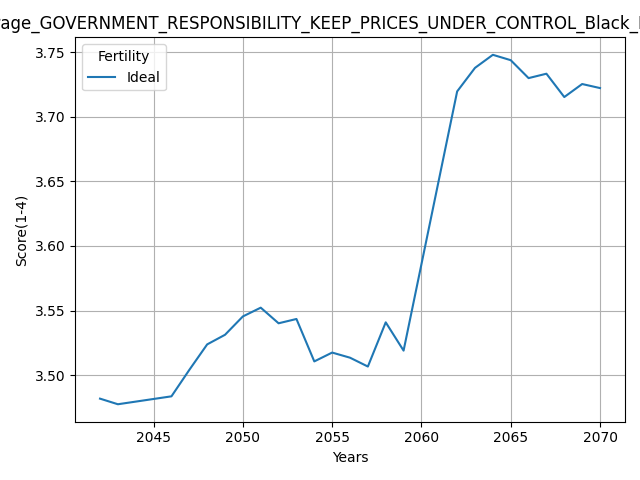 rage_GOVERNMENT_RESPONSIBILITY_KEEP_PRICES_UNDER_CONTROL_Black_
Fertility
Ideal
3.75
3.70
3.65
3.60
3.55
3.50
Score(1-4)
2045 2050 2055 2060 2065 2070
Years